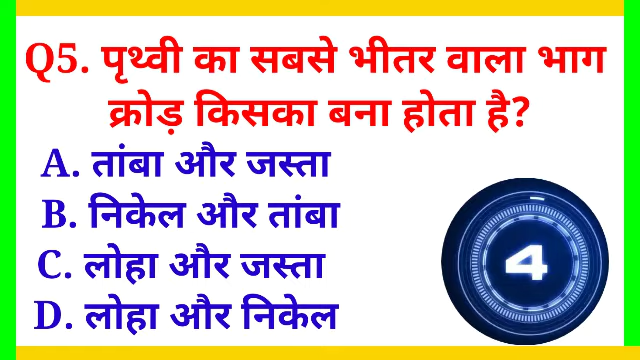 Q5. पृथ्वी का सबसे भीतर वाला भाग
क्रोड़ किसका बना होता है?
A. तांबा और जस्ता
B. निकेल और तांबा
C. लोहा और जस्ता
D. लोहा और निकेल
4